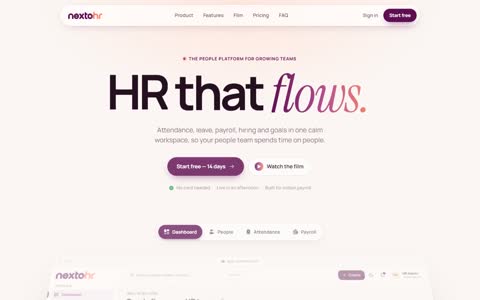 nextohr
Product Features Film Pricing FAQ
Sign in
Start free
THE PEOPLE PLATFORM FOR GROWING TEAMS
HR that flows.
Attendance, leave, payroll, hiring and goals in one calm
workspace, so your people team spends time on people.
Start free — 14 days →
Watch the film
No card needed · Live in an afternoon · Built for Indian payroll
Dashboard People Attendance Payroll
nextohr
Create
Dashboard